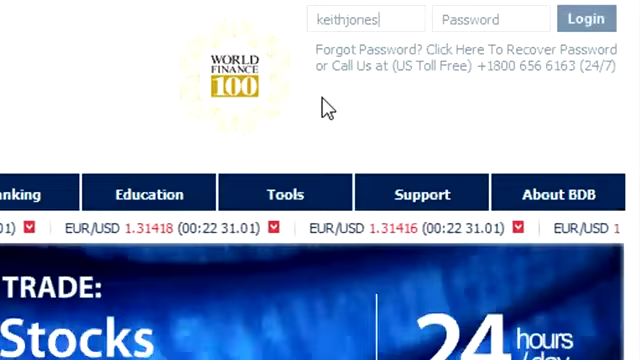 keithjones
Password
Login
Forgot Password? Click Here To Recover Password
or Call Us at (US Toll Free) +1800 656 6163 (24/7)
WORLD
FINANCE
100
Education
Tools
Support
About BDB
EUR/USD 1.31418 (00:22 31.01)
EUR/USD 1.31416 (00:22 31.01)
EUR/USD
TRADE:
Stocks
24 hours
/day